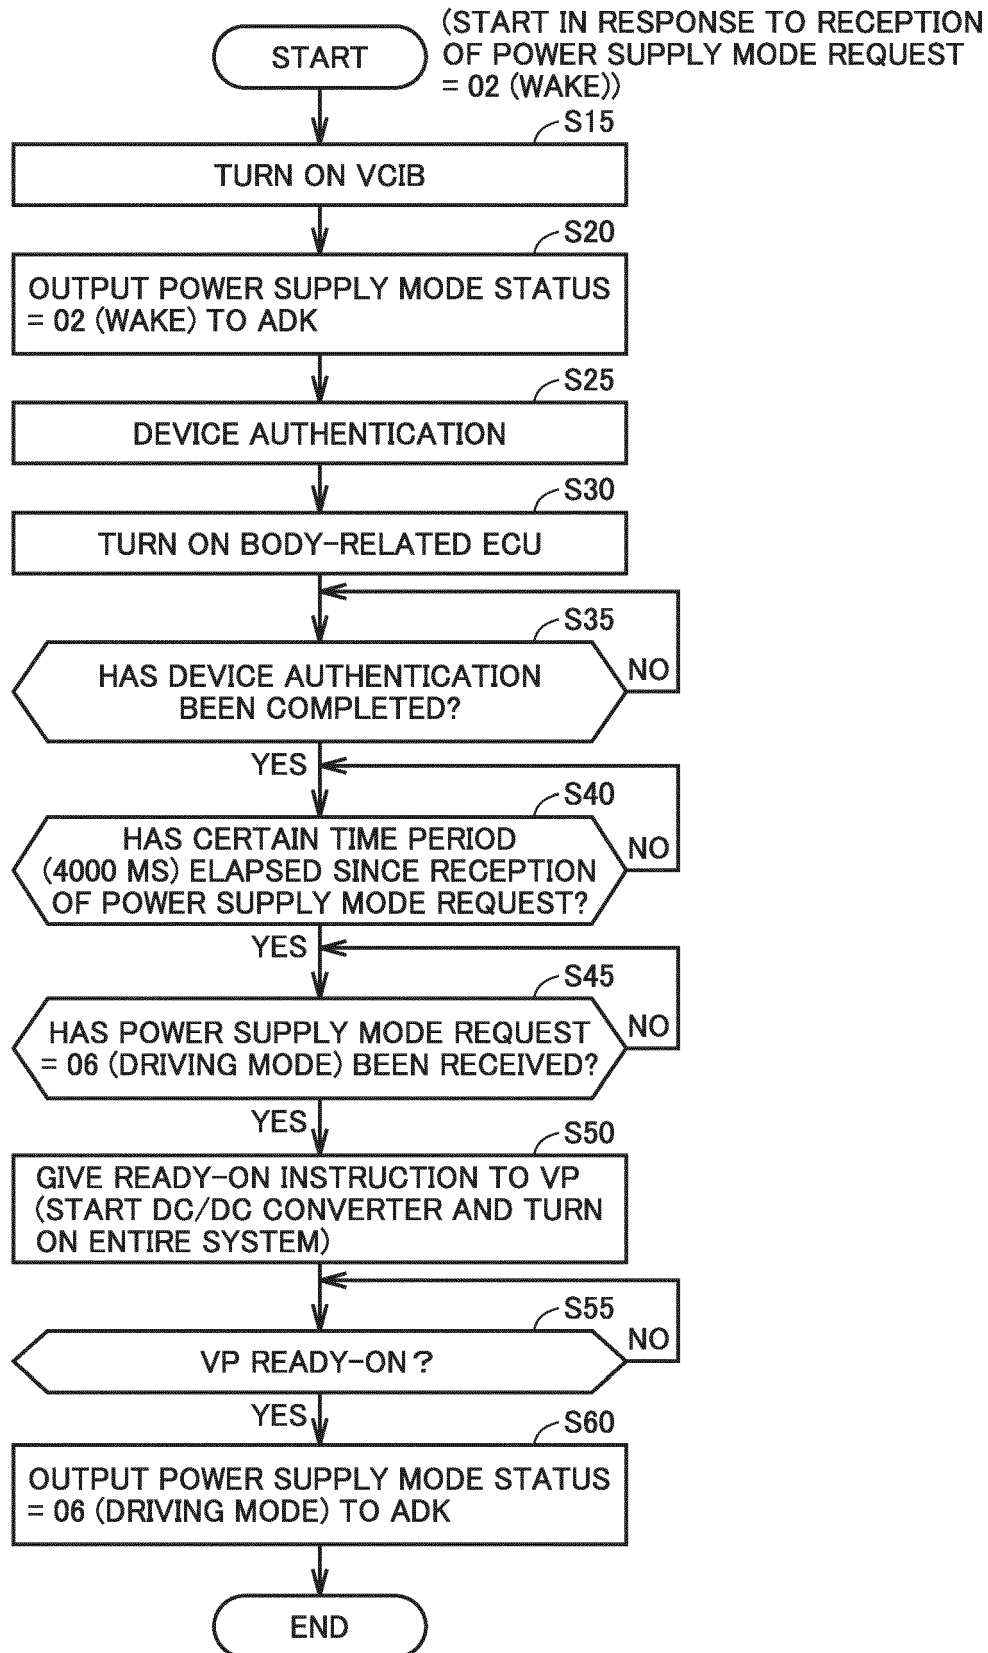 START
(START IN RESPONSE TO RECEPTION
OF POWER SUPPLY MODE REQUEST
= 02 (WAKE))
S15
TURN ON VCIB
S20
OUTPUT POWER SUPPLY MODE STATUS
= 02 (WAKE) TO ADK
S25
DEVICE AUTHENTICATION
S30
TURN ON BODY-RELATED ECU
S35
HAS DEVICE AUTHENTICATION
BEEN COMPLETED?
NO
YES
S40
HAS CERTAIN TIME PERIOD
(4000 MS) ELAPSED SINCE RECEPTION
OF POWER SUPPLY MODE REQUEST?
NO
YES
S45
HAS POWER SUPPLY MODE REQUEST
= 06 (DRIVING MODE) BEEN RECEIVED?
NO
YES
S50
GIVE READY-ON INSTRUCTION TO VP
(START DC/DC CONVERTER AND TURN
ON ENTIRE SYSTEM)
S55
VP READY-ON ?
NO
YES
S60
OUTPUT POWER SUPPLY MODE STATUS
= 06 (DRIVING MODE) TO ADK
END